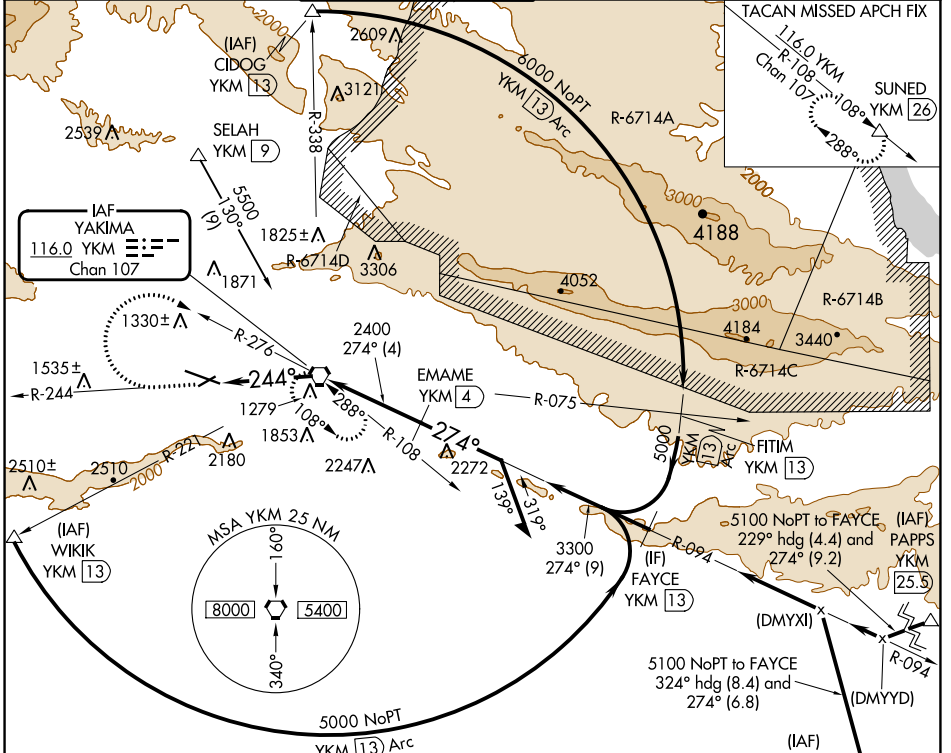 TACAN MISSED APCH FIX
116.0 YKM
R-108
Chan 107
108°
288°
SUNED
YKM 26
2000
2609
(IAF)
CIDOG
YKM 13
3121
R-338
6000 NoPT
YKM 13 Arc
R-6714A
2000
2539
SELAH
YKM 9
5500
130°
(9)
3000
4188
IAF
YAKIMA
116.0 YKM
Chan 107
1825±
R-6714D
3306
1871
4052
3000
R-6714B
4184
3440
R-6714C
1330±
R-276
2400
274° (4)
EMAME
YKM 4
R-075
1535±
R-244
244°
1279
288°
108°
R-108
1853
274°
2272
5000
YKM 13 Arc
FITIM
YKM 13
2510±
2510
2000
R-221
2180
2247
139°
319°
(IAF)
WIKIK
YKM 13
MSA YKM 25 NM
160°
8000
5400
340°
3300
274° (9)
(IF)
FAYCE
YKM 13
R-094
5100 NoPT to FAYCE
229° hdg (4.4) and
274° (9.2)
(IAF)
PAPPS
YKM
25.5
(DMYXI)
(DMYYD)
R-094
5100 NoPT to FAYCE
324° hdg (8.4) and
274° (6.8)
(IAF)
5000 NoPT
YKM 13 Arc